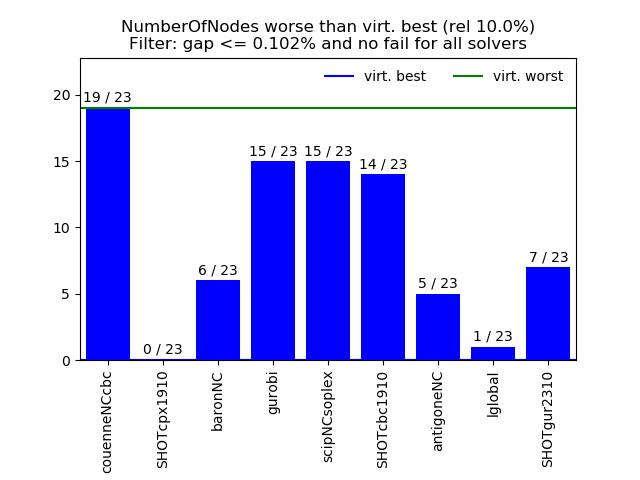 NumberOfNodes worse than virt. best (rel 10.0%)
Filter: gap <= 0.102% and no fail for all solvers
virt. best
virt. worst
20
15
10
5
0
19 / 23
0 / 23
6 / 23
15 / 23
15 / 23
14 / 23
5 / 23
1 / 23
7 / 23
couenneNCcbc
SHOTcpx1910
baronNC
gurobi
scipNCsoplex
SHOTcbc1910
antigoneNC
lglobal
SHOTgur2310